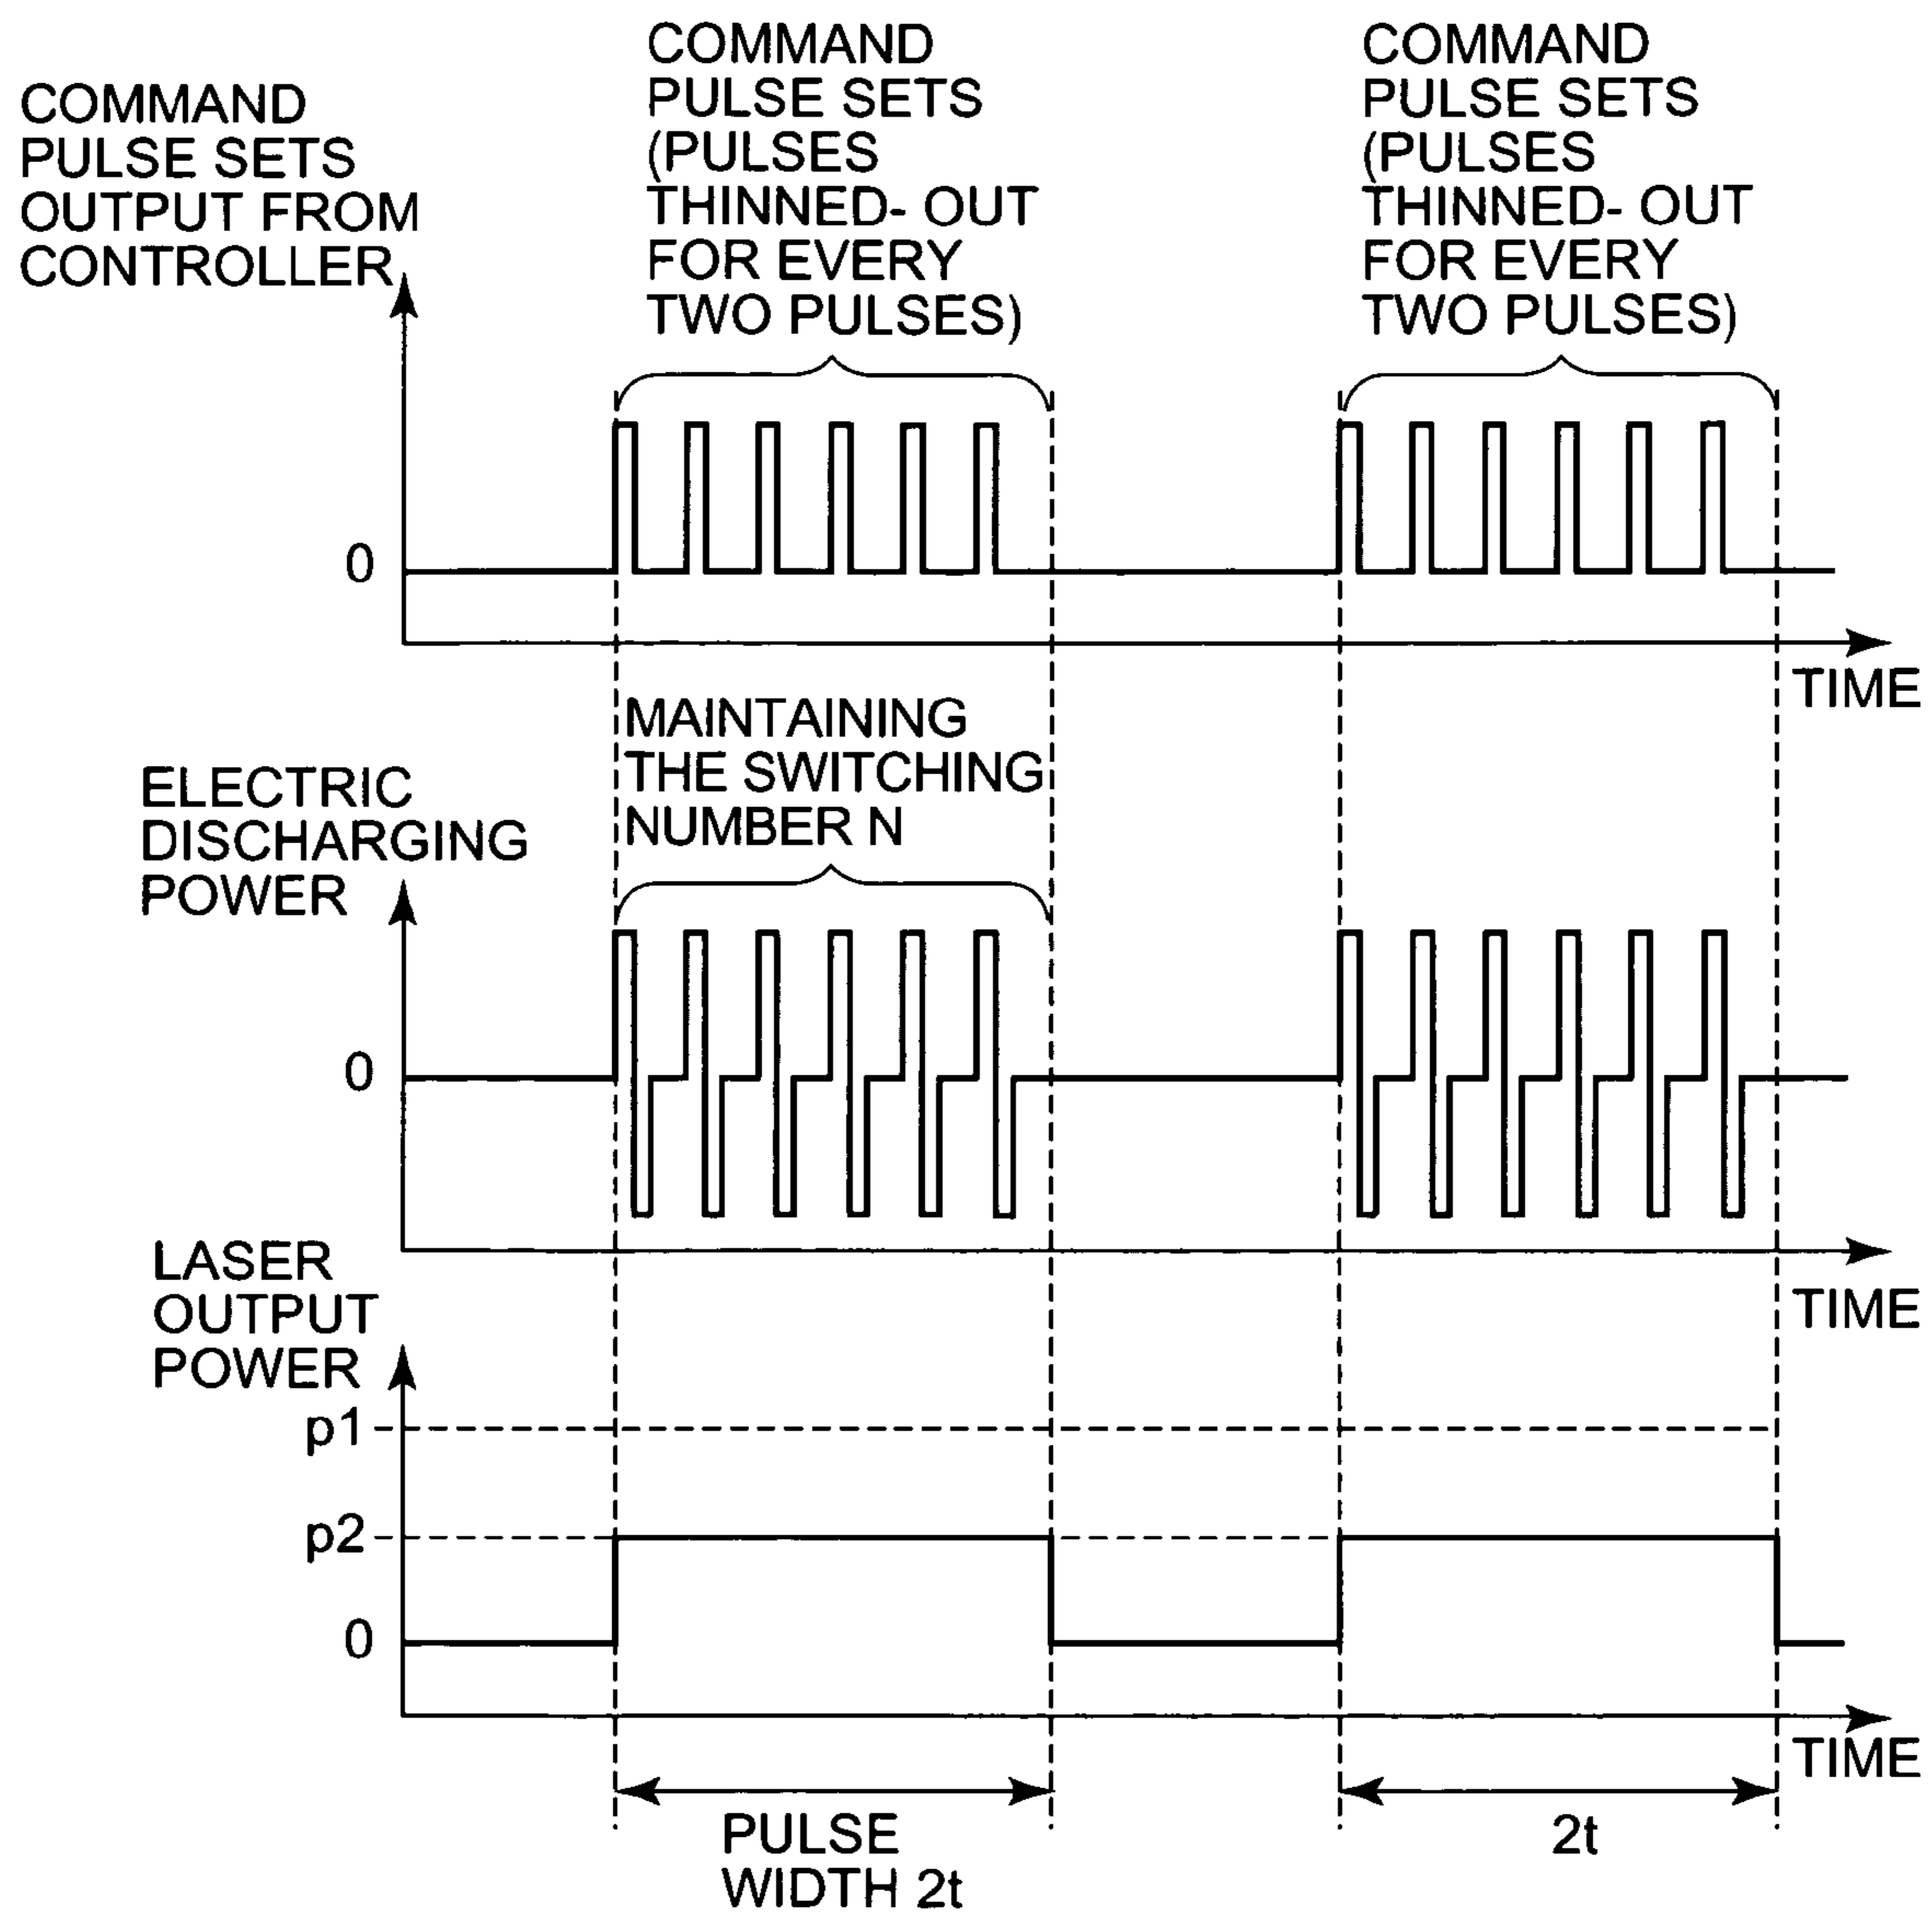 COMMAND
PULSE SETS
OUTPUT FROM
CONTROLLER
COMMAND
PULSE SETS
(PULSES
THINNED- OUT
FOR EVERY
TWO PULSES)
COMMAND
PULSE SETS
(PULSES
THINNED- OUT
FOR EVERY
TWO PULSES)
0
TIME
ELECTRIC
DISCHARGING
POWER
MAINTAINING
THE SWITCHING
NUMBER N
0
TIME
LASER
OUTPUT
POWER
p1
p2
0
TIME
PULSE
WIDTH 2t
2t